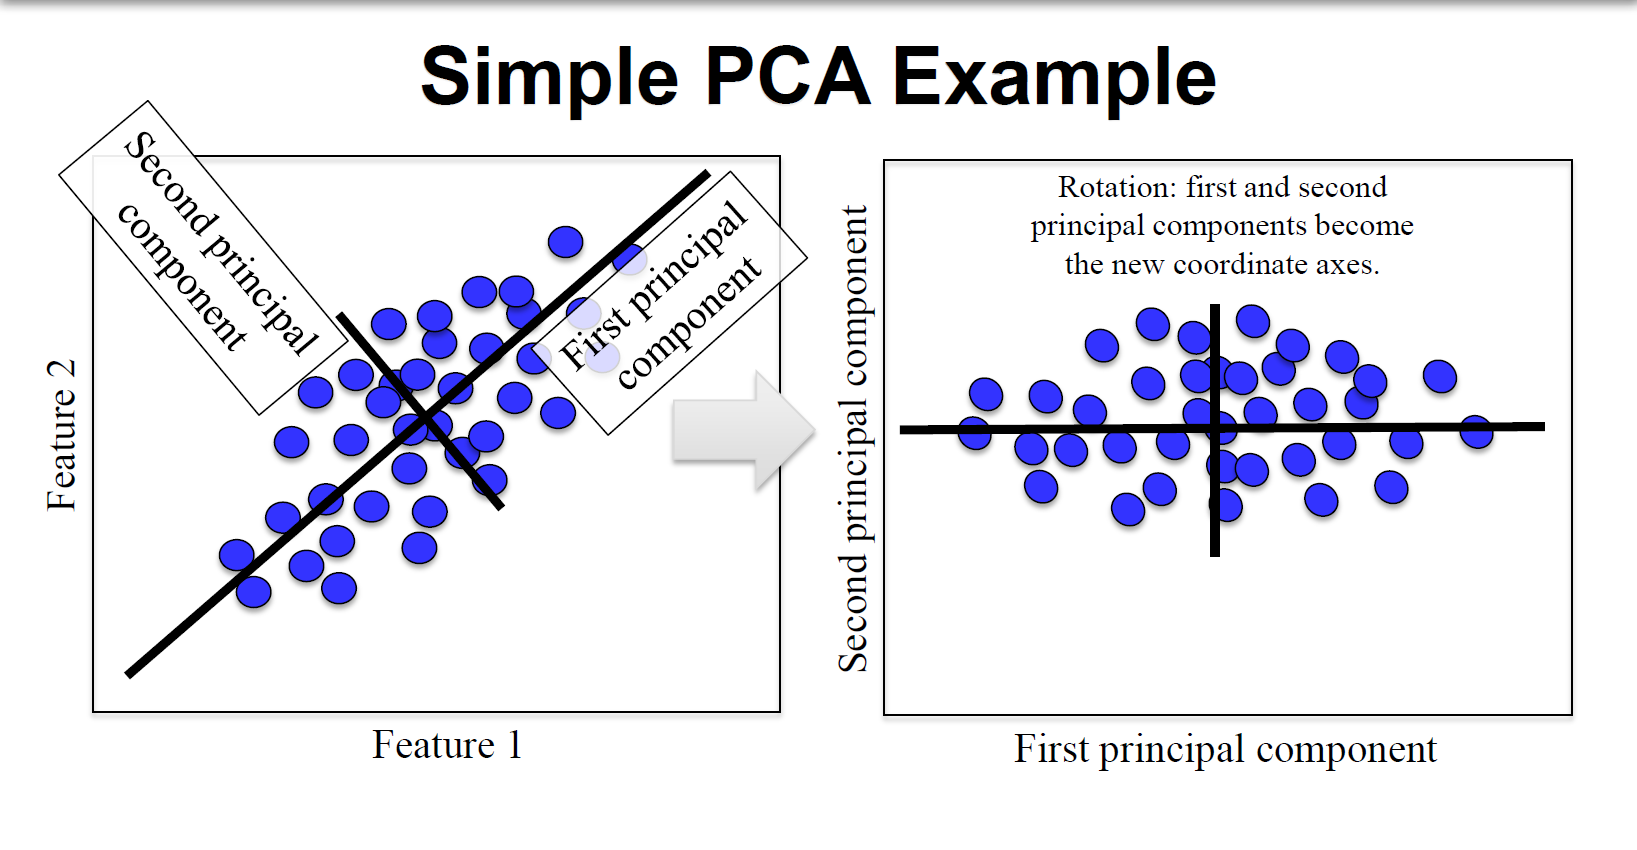 Simple PCA Example
Second principal
component
First principal
component
Feature 2
Feature 1
Rotation: first and second
principal components become
the new coordinate axes.
Second principal component
First principal component